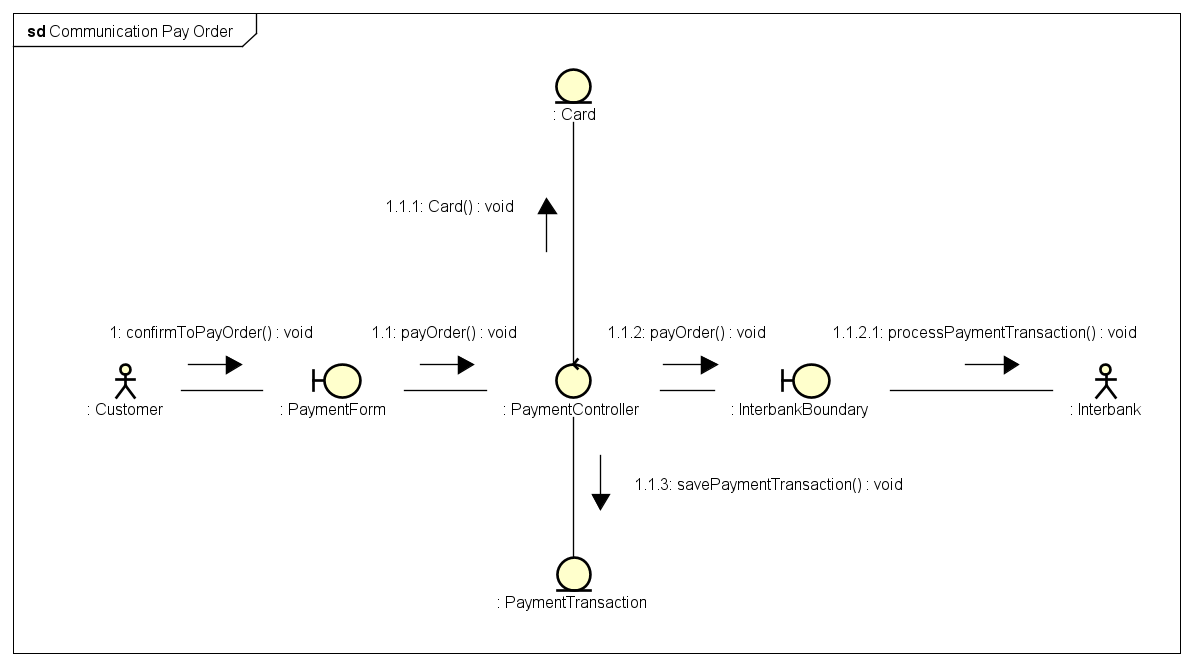 sd Communication Pay Order
: Card
1.1.1: Card() : void
1: confirmToPayOrder() : void
1.1: payOrder() : void
1.1.2: payOrder() : void
1.1.2.1: processPaymentTransaction() : void
: Customer
: PaymentForm
: PaymentController
: InterbankBoundary
: Interbank
1.1.3: savePaymentTransaction() : void
: PaymentTransaction